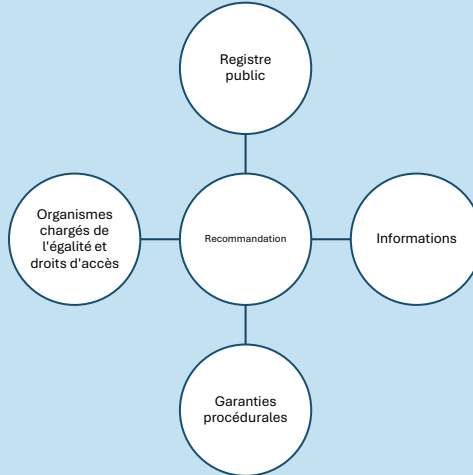 Registre
public
Organismes
chargés de
l'égalité et
droits d'accès
Recommandation
Informations
Garanties
procédurales